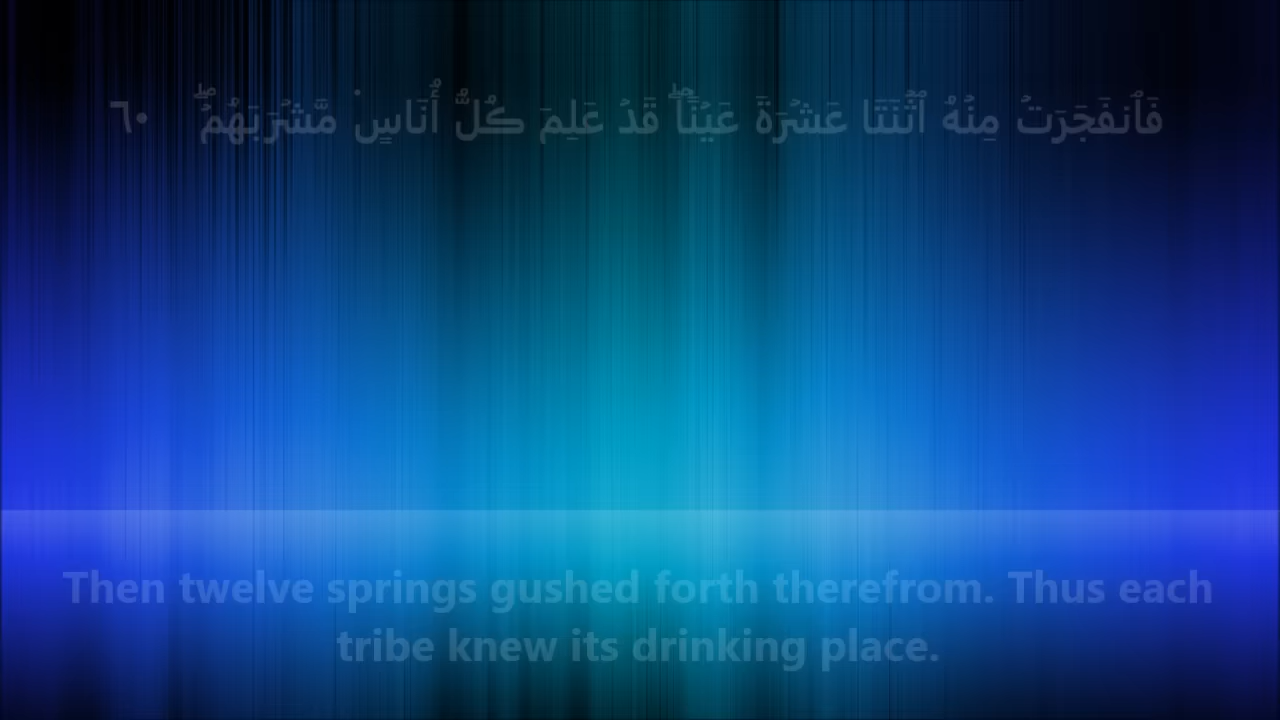 فَٱنفَجَرَتْ مِنْهُ ٱثْنَتَا عَشْرَةَ عَيْنًاۖ قَدْ عَلِمَ كُلُّ أُنَاسٍۢ مَّشْرَبَهُمْۖ ٦٠
Then twelve springs gushed forth therefrom. Thus each
tribe knew its drinking place.